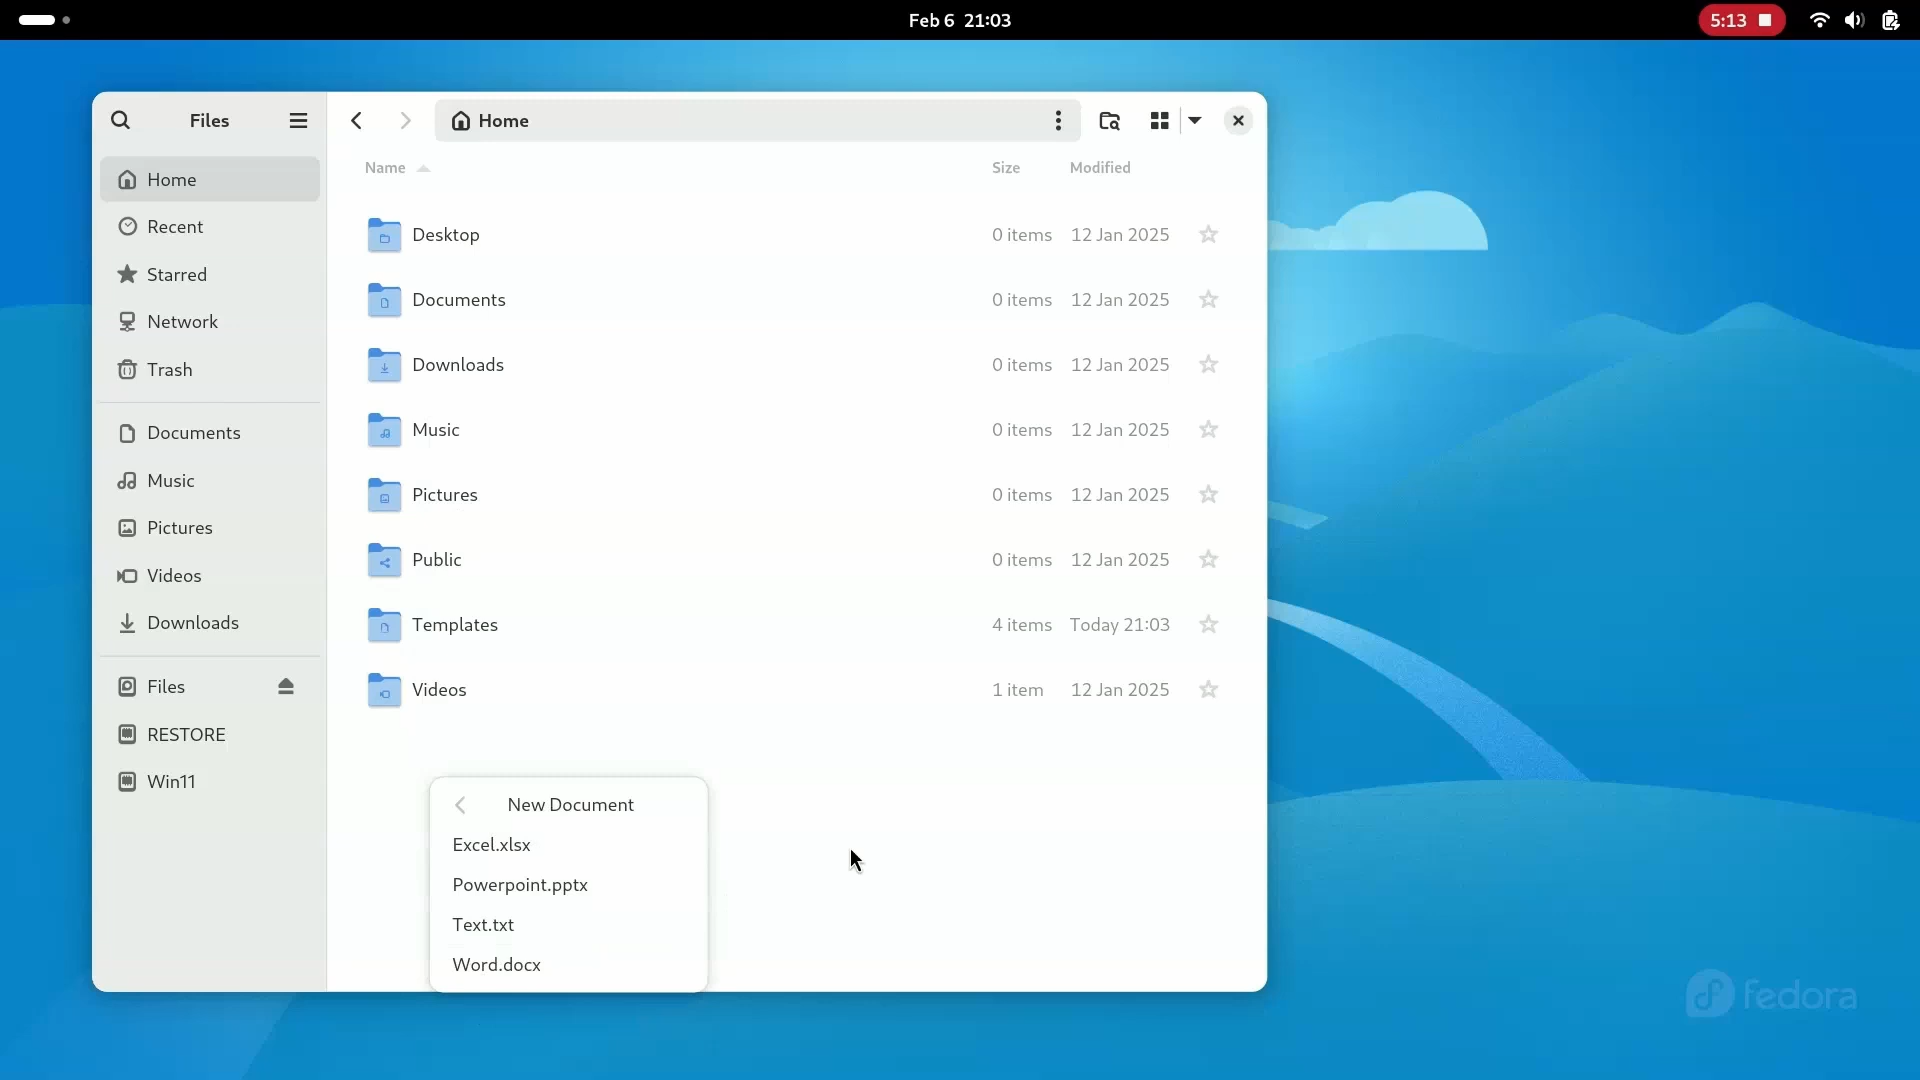 Feb 6 21:03
5:13
Files
Home
Home
Recent
Starred
Network
Trash
Documents
Music
Pictures
Videos
Downloads
Files
RESTORE
Win11
Name Size Modified
Desktop 0 items 12 Jan 2025
Documents 0 items 12 Jan 2025
Downloads 0 items 12 Jan 2025
Music 0 items 12 Jan 2025
Pictures 0 items 12 Jan 2025
Public 0 items 12 Jan 2025
Templates 4 items Today 21:03
Videos 1 item 12 Jan 2025
New Document
Excel.xlsx
Powerpoint.pptx
Text.txt
Word.docx
fedora